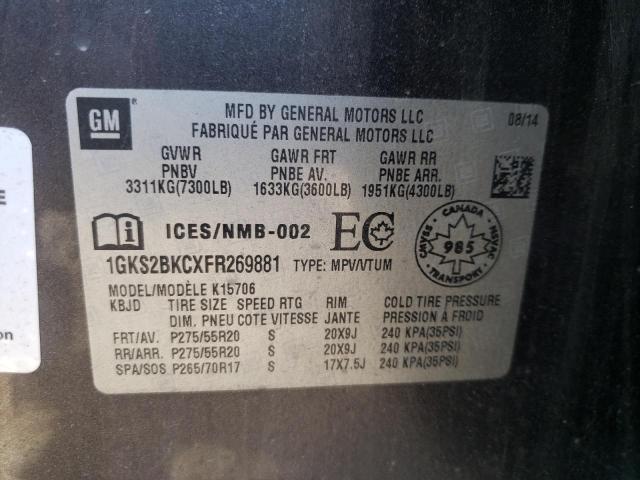 GM
MFD BY GENERAL MOTORS LLC
FABRIQUÉ PAR GENERAL MOTORS LLC
08/14
GVWR GAWR FRT GAWR RR
PNBV PNBE AV. PNBE ARR.
3311KG(7300LB) 1633KG(3600LB) 1951KG(4300LB)
ICES/NMB-002 EC
CANADA
CMVSS 985 NSVAC
1GKS2BKCXFR269881 TYPE: MPV/VTUM
MODEL/MODÈLE K15706
KBJD TIRE SIZE SPEED RTG RIM COLD TIRE PRESSURE
DIM. PNEU COTE VITESSE JANTE PRESSION À FROID
FRT/AV. P275/55R20 S 20X9J 240 KPA(35PSI)
RR/ARR. P275/55R20 S 20X9J 240 KPA(35PSI)
SPA/SOS P265/70R17 S 17X7.5J 240 KPA(35PSI)